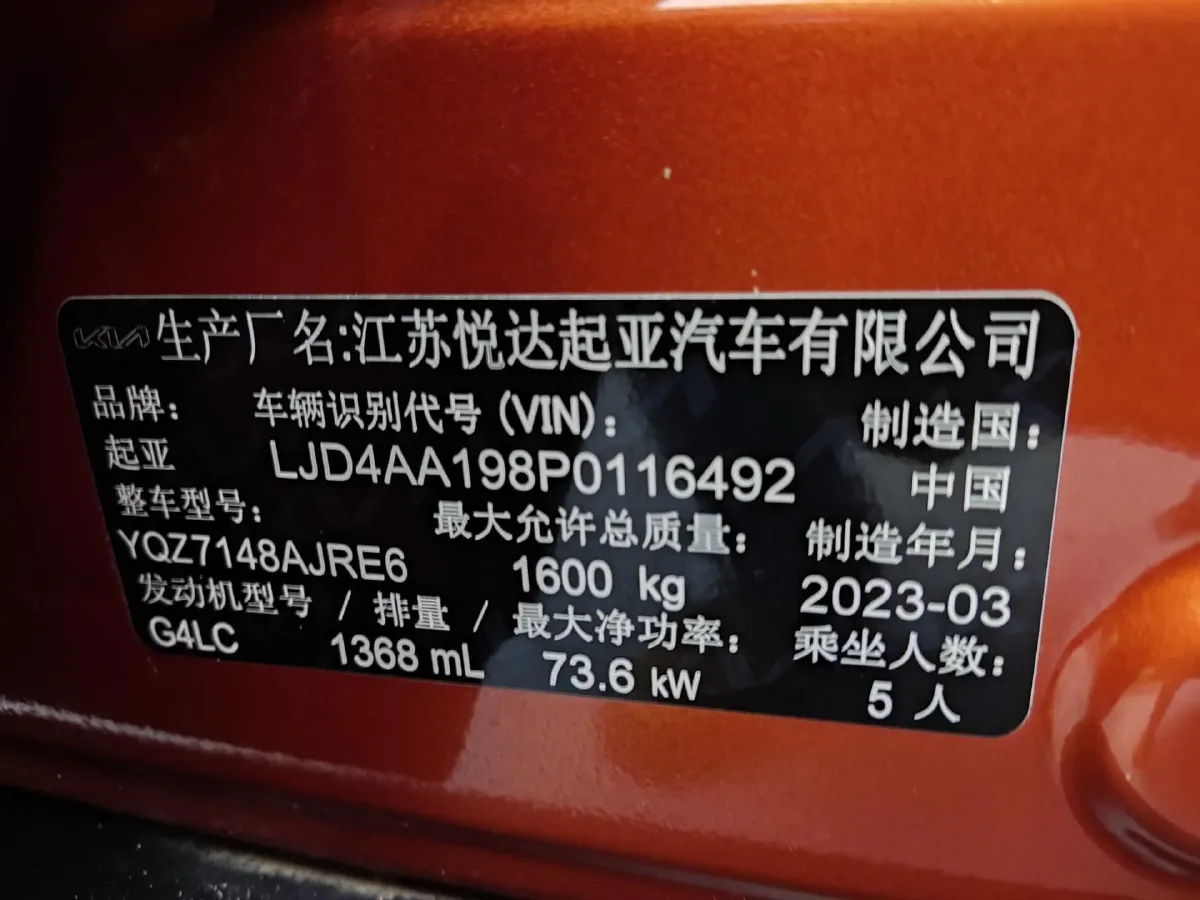 KIA 生产厂名:江苏悦达起亚汽车有限公司
品牌: 车辆识别代号 (VIN): 制造国:
起亚 LJD4AA198P0116492 中国
整车型号: 最大允许总质量: 制造年月:
YQZ7148AJRE6 1600 kg 2023-03
发动机型号 / 排量 / 最大净功率: 乘坐人数:
G4LC 1368 mL 73.6 kW 5 人